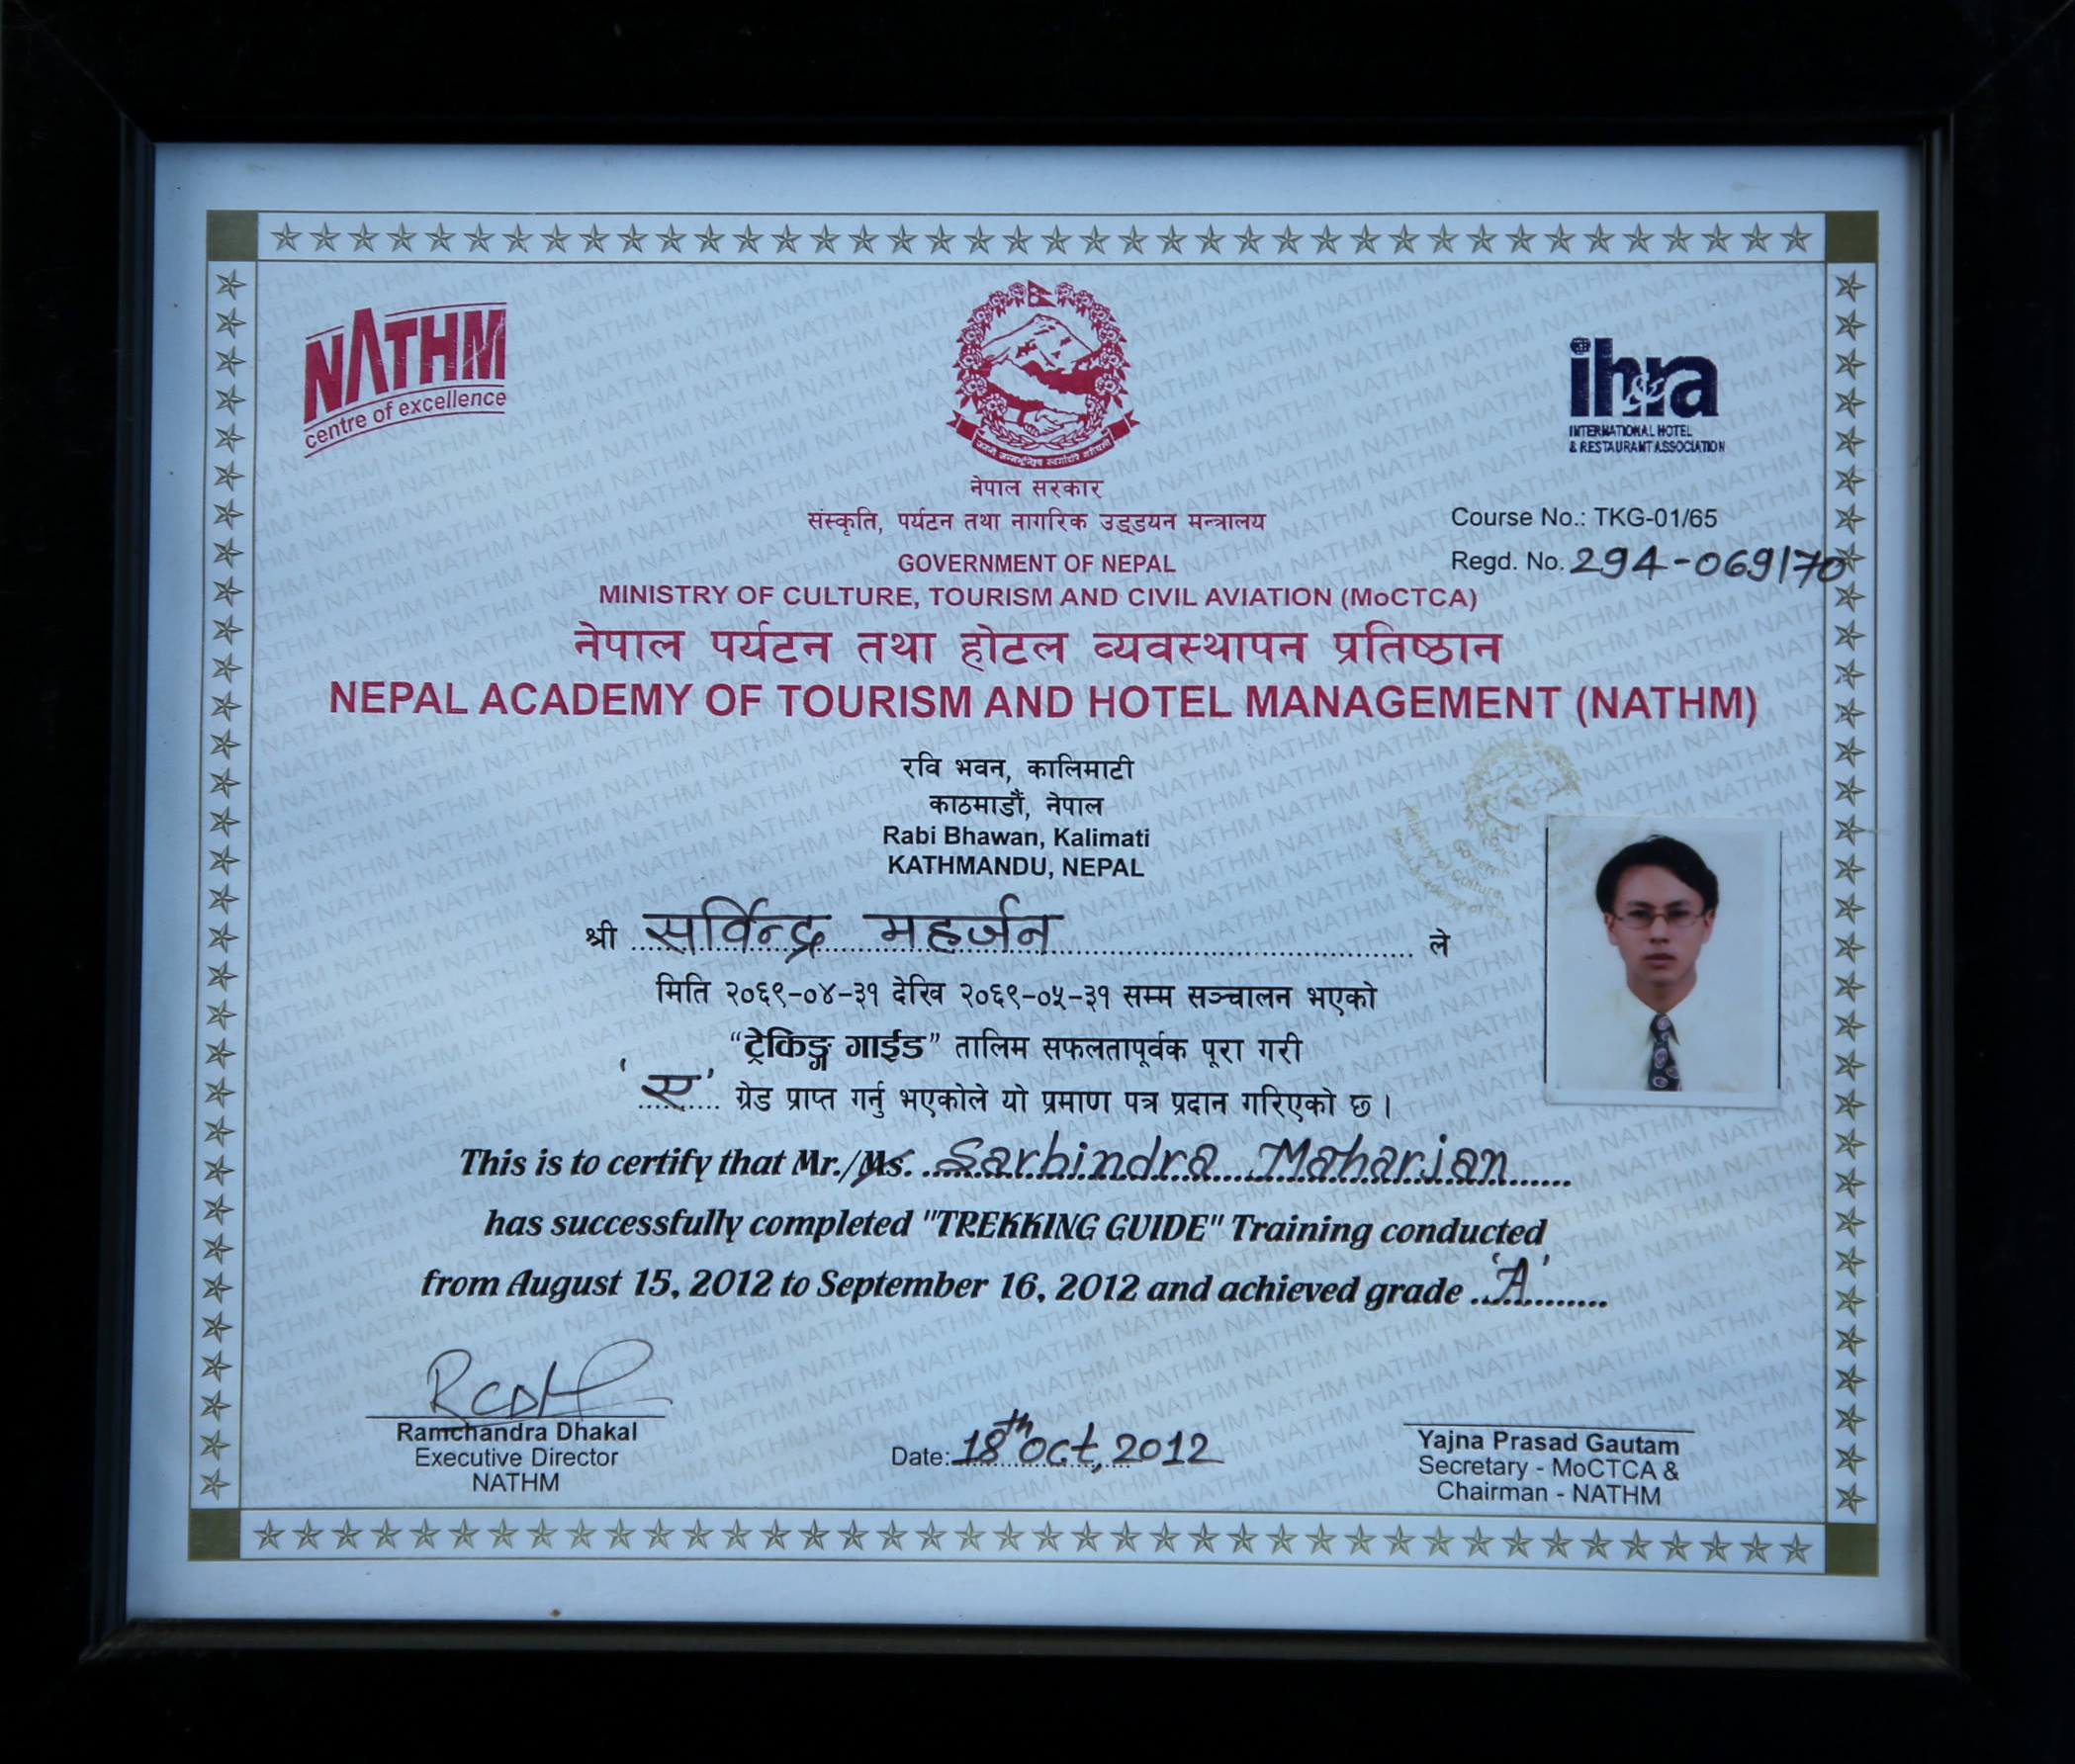 NATHM
centre of excellence
ih&ra
INTERNATIONAL HOTEL
& RESTAURANT ASSOCIATION
नेपाल सरकार
संस्कृति, पर्यटन तथा नागरिक उड्डयन मन्त्रालय
Course No.: TKG-01/65
GOVERNMENT OF NEPAL
Regd. No. 294-069/70
MINISTRY OF CULTURE, TOURISM AND CIVIL AVIATION (MoCTCA)
नेपाल पर्यटन तथा होटल व्यवस्थापन प्रतिष्ठान
NEPAL ACADEMY OF TOURISM AND HOTEL MANAGEMENT (NATHM)
रवि भवन, कालिमाटी
काठमाडौं, नेपाल
Rabi Bhawan, Kalimati
KATHMANDU, NEPAL
श्री सर्विन्द्र महर्जन ले
मिति २०६९-०४-३१ देखि २०६९-०५-३१ सम्म सञ्चालन भएको
“ट्रेकिङ्ग गाईड” तालिम सफलतापूर्वक पूरा गरी
'ए' ग्रेड प्राप्त गर्नु भएकोले यो प्रमाण पत्र प्रदान गरिएको छ।
This is to certify that Mr./Ms. Sarbindra Maharjan
has successfully completed "TREKKING GUIDE" Training conducted
from August 15, 2012 to September 16, 2012 and achieved grade 'A'
Ramchandra Dhakal
Executive Director
NATHM
Date: 18th Oct, 2012
Yajna Prasad Gautam
Secretary - MoCTCA &
Chairman - NATHM